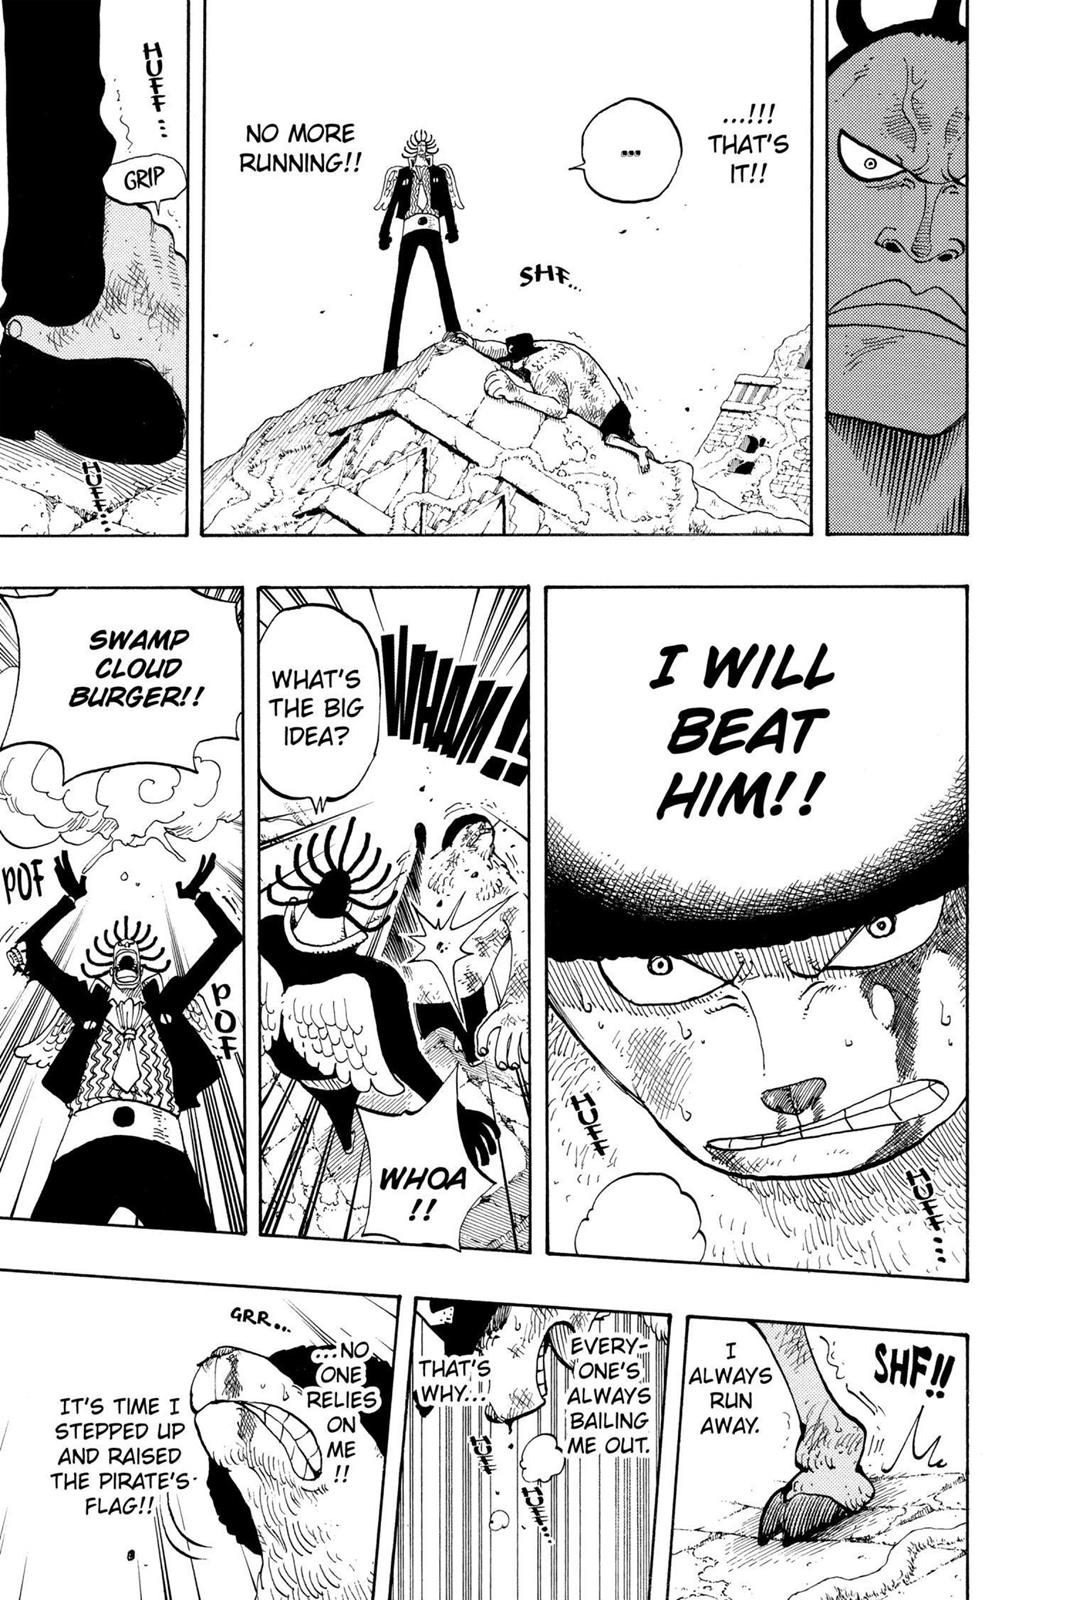 ...!!!
THAT'S
IT!!
...
SHF...
NO MORE
RUNNING!!
HUFF...
GRIP
HUFF...
I WILL
BEAT
HIM!!
HUFF
HUFF...
WHAM!!
WHAT'S
THE BIG
IDEA?
WHOA
!!
SWAMP
CLOUD
BURGER!!
POF
POF
SHF!!
I
ALWAYS
RUN
AWAY.
EVERY-
ONE'S
ALWAYS
BAILING
ME OUT.
THAT'S
WHY...
HUFF
HUFF...
...NO
ONE
RELIES
ON
ME
!!
GRR...
IT'S TIME I
STEPPED UP
AND RAISED
THE PIRATE'S
FLAG!!